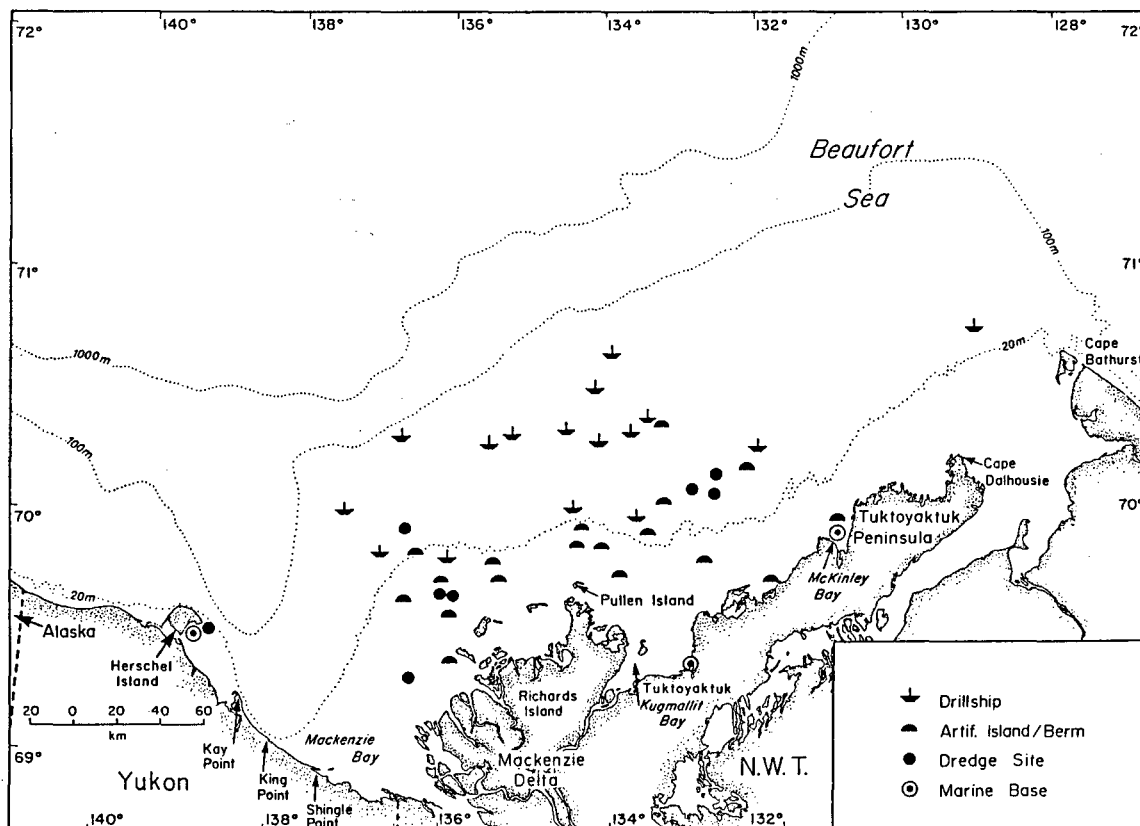 72° 140° 138° 136° 134° 132° 130° 72°
1000m
Beaufort
Sea
100m
71° 71°
1000m
20m
Cape
Bathurst
100m
Cape
Dalhousie
70° 70°
Tuktoyaktuk
Peninsula
McKinley
Bay
20m
Pullen Island
Alaska
Herschel
Island
Tuktoyaktuk
Richards
Island
Kugmallit
Bay
20 0 20 40 60
km
Kay
Point
Mackenzie
Bay
69°
Yukon
King
Point
Shingle
Point
Mackenzie
Delta
N.W.T.
Drillship
Artif. Island/Berm
Dredge Site
Marine Base
140° 138° 136° 134° 132°